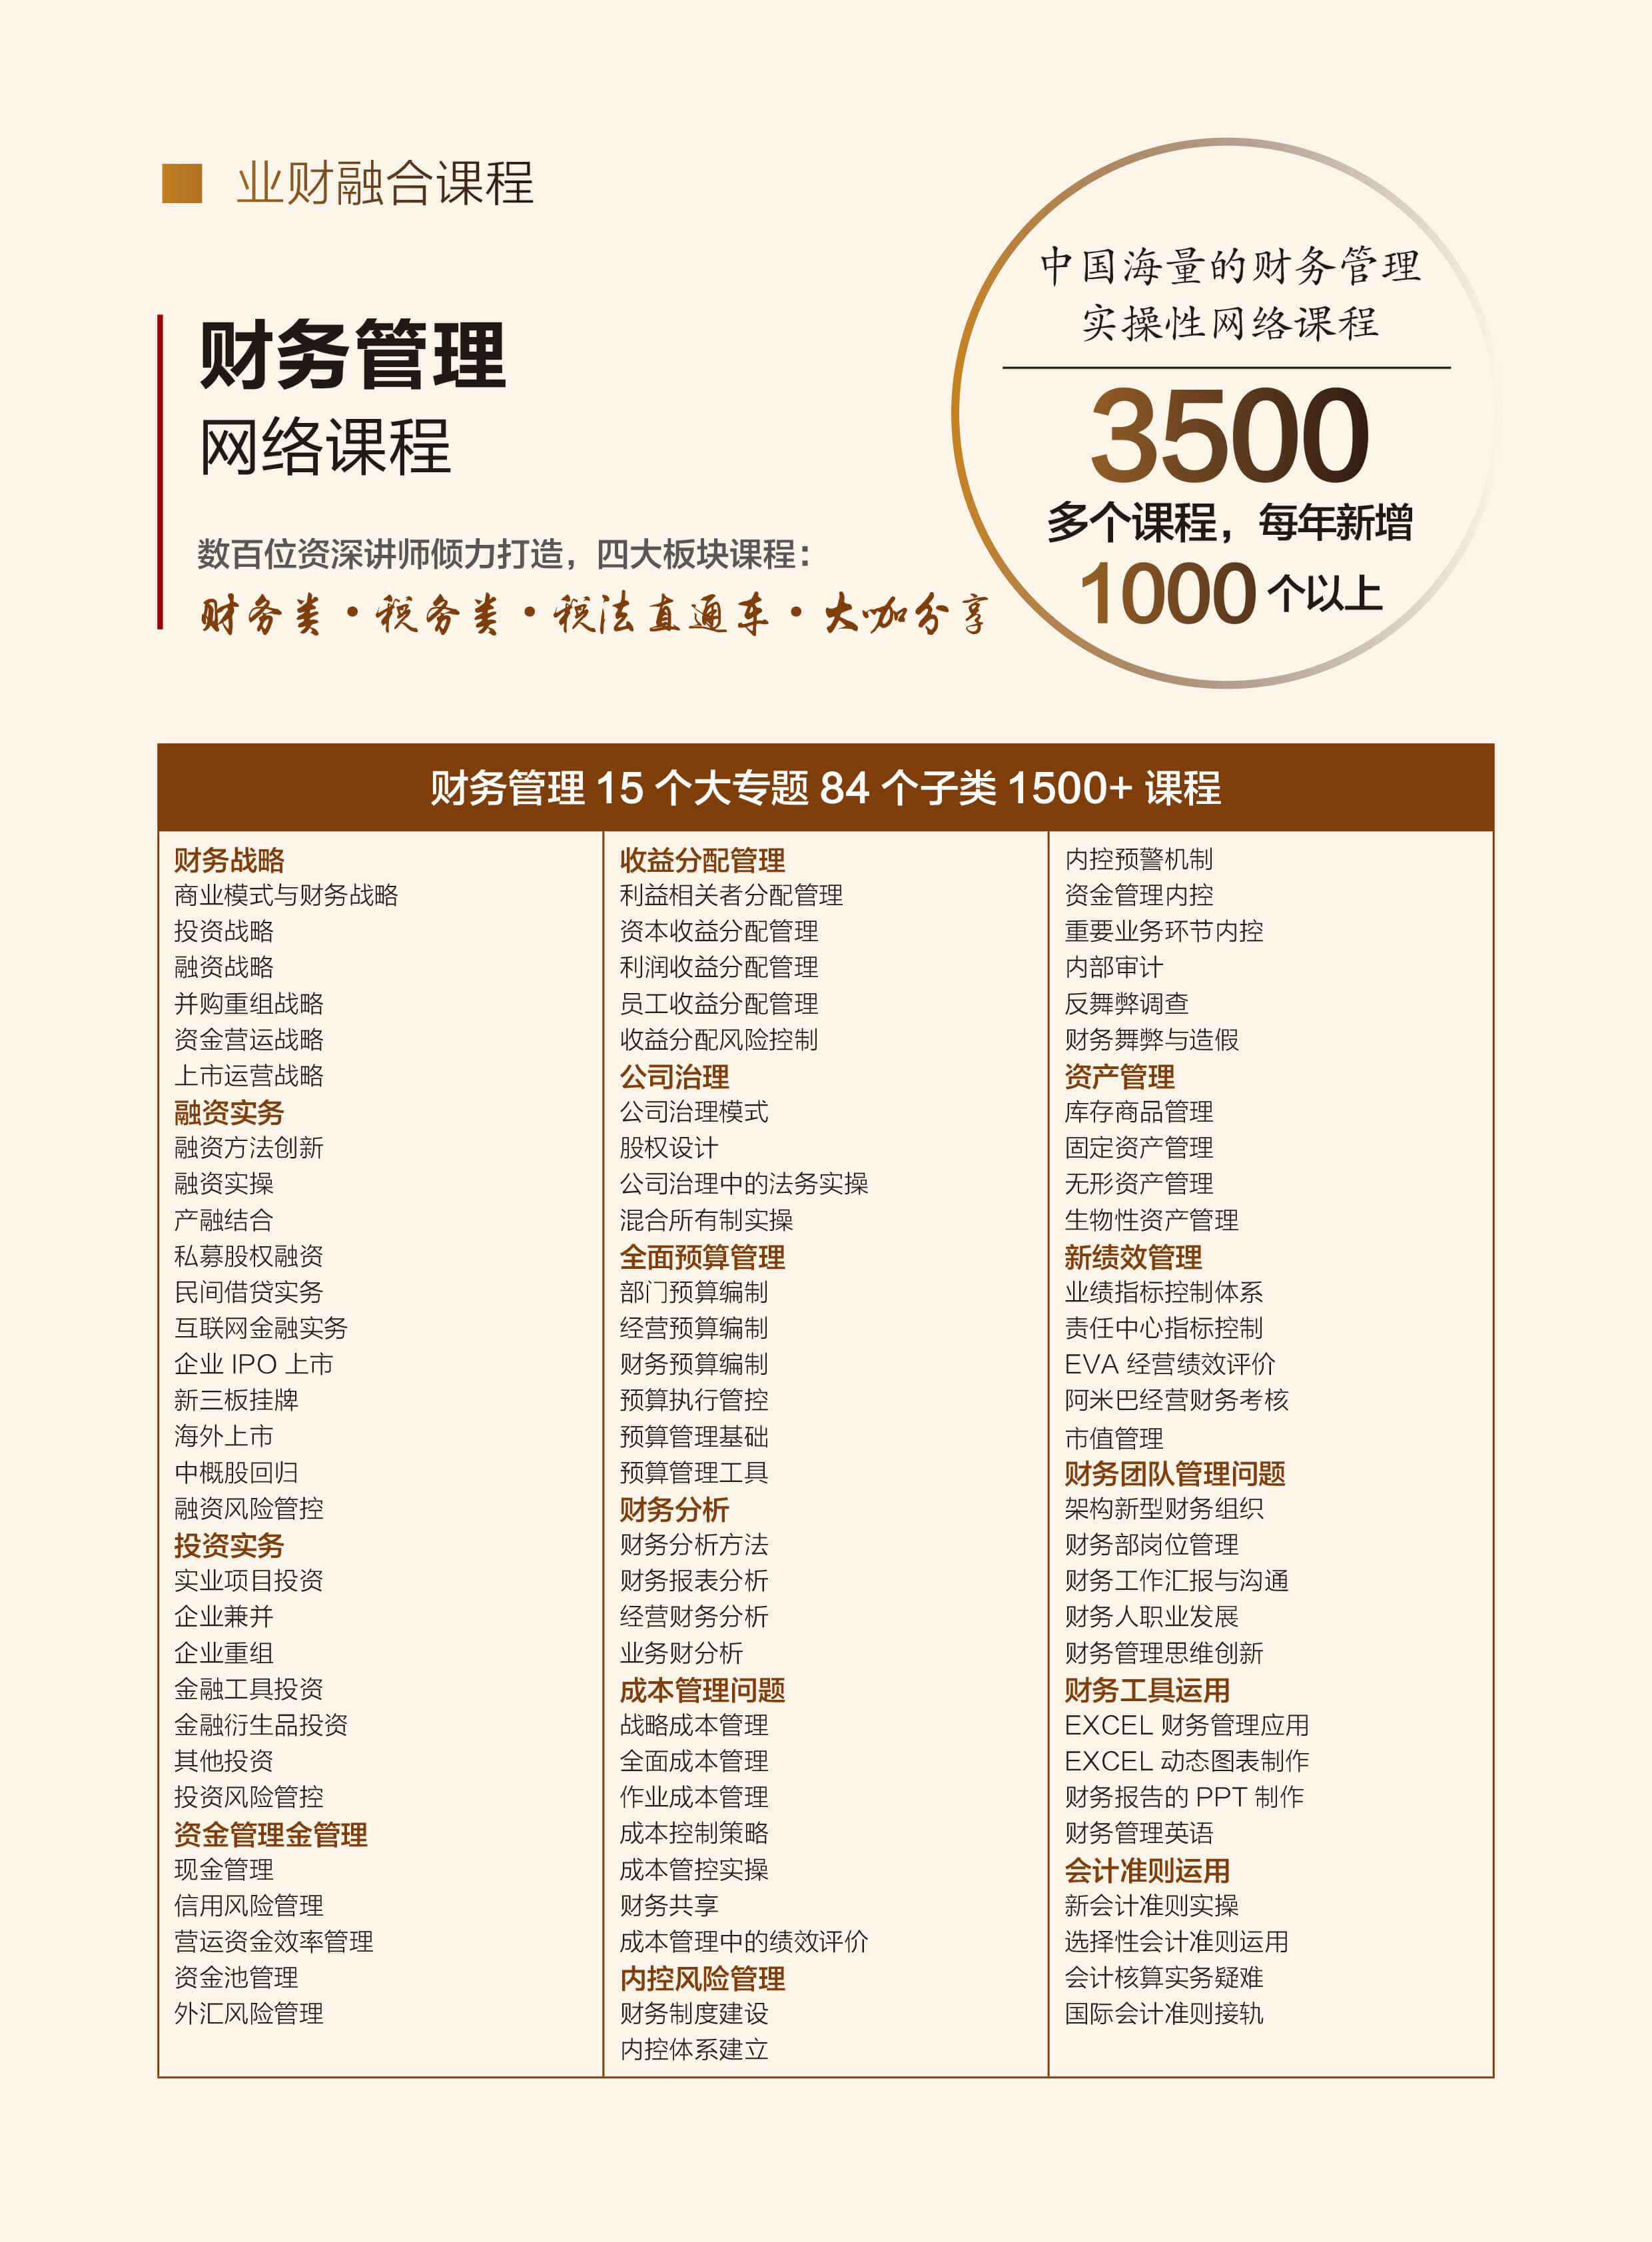 业财融合课程
财务管理
网络课程
数百位资深讲师倾力打造，四大板块课程：
财务类·税务类·税法直通车·大咖分享
中国海量的财务管理
实操性网络课程
3500
多个课程，每年新增
1000 个以上
财务管理 15 个大专题 84 个子类 1500+ 课程
财务战略
商业模式与财务战略
投资战略
融资战略
并购重组战略
资金营运战略
上市运营战略
融资实务
融资方法创新
融资实操
产融结合
私募股权融资
民间借贷实务
互联网金融实务
企业 IPO 上市
新三板挂牌
海外上市
中概股回归
融资风险管控
投资实务
实业项目投资
企业兼并
企业重组
金融工具投资
金融衍生品投资
其他投资
投资风险管控
资金管理金管理
现金管理
信用风险管理
营运资金效率管理
资金池管理
外汇风险管理
收益分配管理
利益相关者分配管理
资本收益分配管理
利润收益分配管理
员工收益分配管理
收益分配风险控制
公司治理
公司治理模式
股权设计
公司治理中的法务实操
混合所有制实操
全面预算管理
部门预算编制
经营预算编制
财务预算编制
预算执行管控
预算管理基础
预算管理工具
财务分析
财务分析方法
财务报表分析
经营财务分析
业务财分析
成本管理问题
战略成本管理
全面成本管理
作业成本管理
成本控制策略
成本管控实操
财务共享
成本管理中的绩效评价
内控风险管理
财务制度建设
内控体系建立
内控预警机制
资金管理内控
重要业务环节内控
内部审计
反舞弊调查
财务舞弊与造假
资产管理
库存商品管理
固定资产管理
无形资产管理
生物性资产管理
新绩效管理
业绩指标控制体系
责任中心指标控制
EVA 经营绩效评价
阿米巴经营财务考核
市值管理
财务团队管理问题
架构新型财务组织
财务部岗位管理
财务工作汇报与沟通
财务人职业发展
财务管理思维创新
财务工具运用
EXCEL 财务管理应用
EXCEL 动态图表制作
财务报告的 PPT 制作
财务管理英语
会计准则运用
新会计准则实操
选择性会计准则运用
会计核算实务疑难
国际会计准则接轨